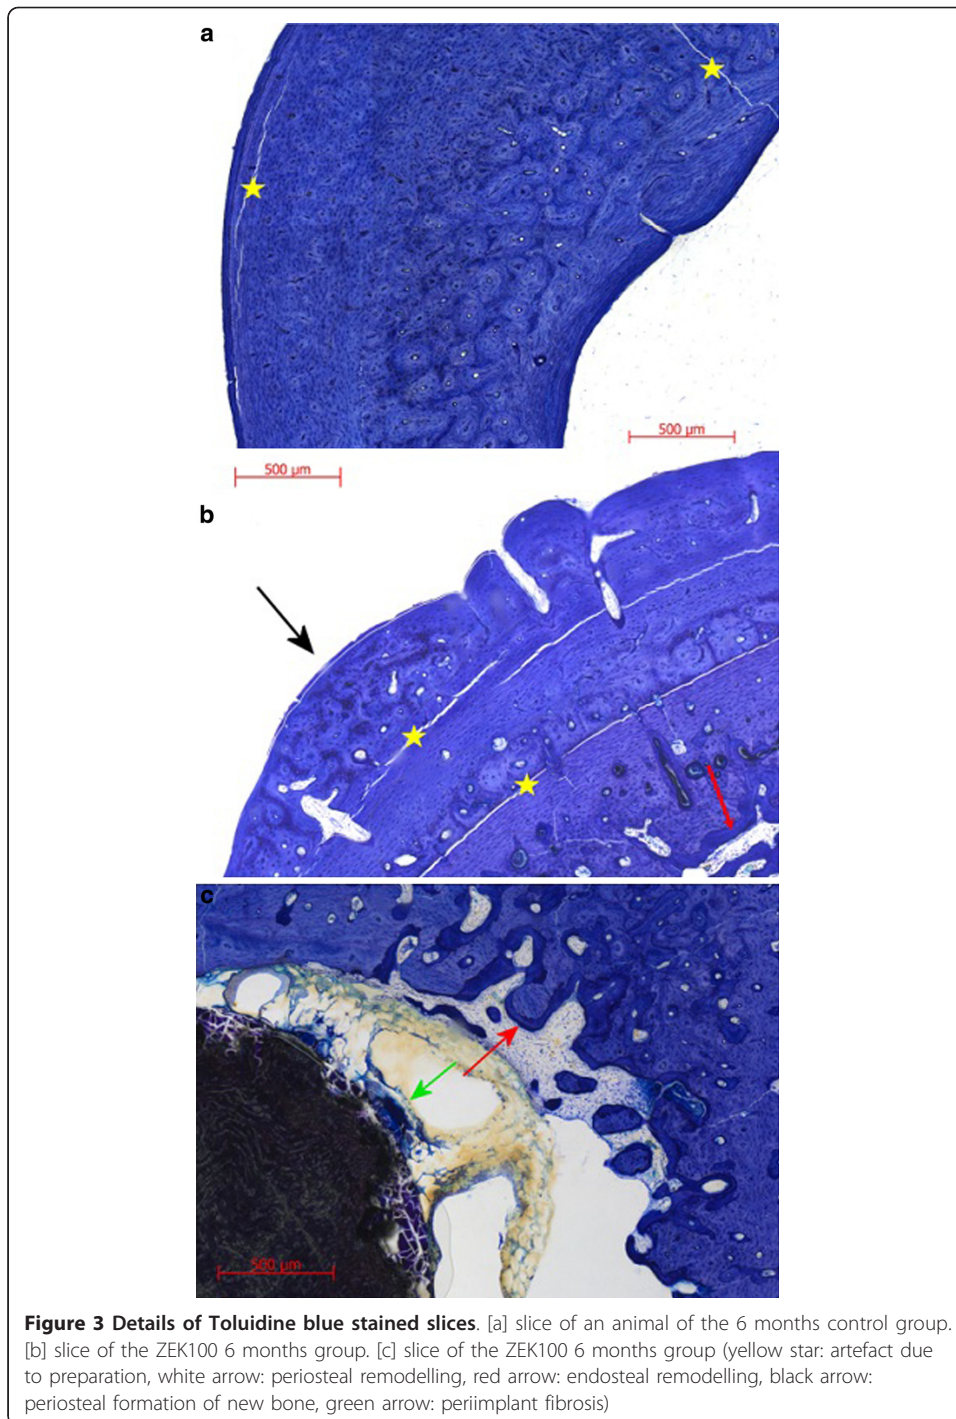 a
500 µm
500 µm
b
c
500 µm
Figure 3 Details of Toluidine blue stained slices. [a] slice of an animal of the 6 months control group.
[b] slice of the ZEK100 6 months group. [c] slice of the ZEK100 6 months group (yellow star: artefact due
to preparation, white arrow: periosteal remodelling, red arrow: endosteal remodelling, black arrow:
periosteal formation of new bone, green arrow: periimplant fibrosis)